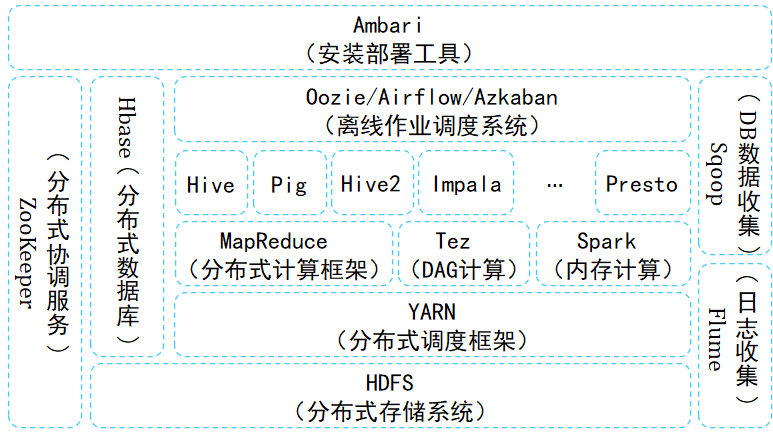 Ambari
（安装部署工具）
ZooKeeper
（分布式协调服务）
Hbase（分布式数据库）
Oozie/Airflow/Azkaban
（离线作业调度系统）
Hive
Pig
Hive2
Impala
…
Presto
MapReduce
（分布式计算框架）
Tez
（DAG计算）
Spark
（内存计算）
YARN
（分布式调度框架）
HDFS
（分布式存储系统）
Sqoop
（DB数据收集）
Flume
（日志收集）